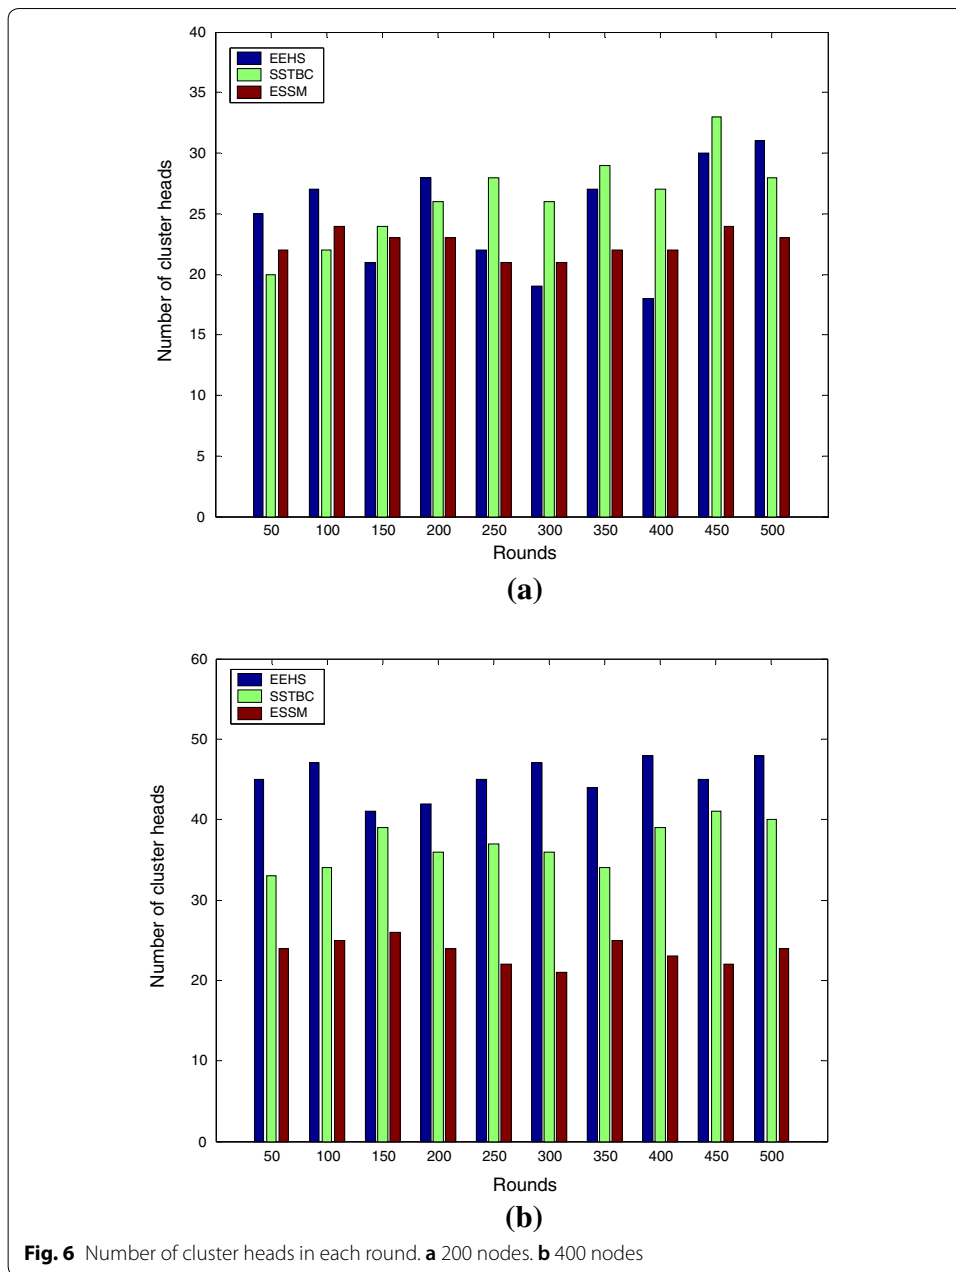 40
35
30
25
20
15
10
5
0
EEHS
SSTBC
ESSM
Number of cluster heads
50 100 150 200 250 300 350 400 450 500
Rounds
(a)
60
50
40
30
20
10
0
EEHS
SSTBC
ESSM
Number of cluster heads
50 100 150 200 250 300 350 400 450 500
Rounds
(b)
Fig. 6 Number of cluster heads in each round. a 200 nodes. b 400 nodes